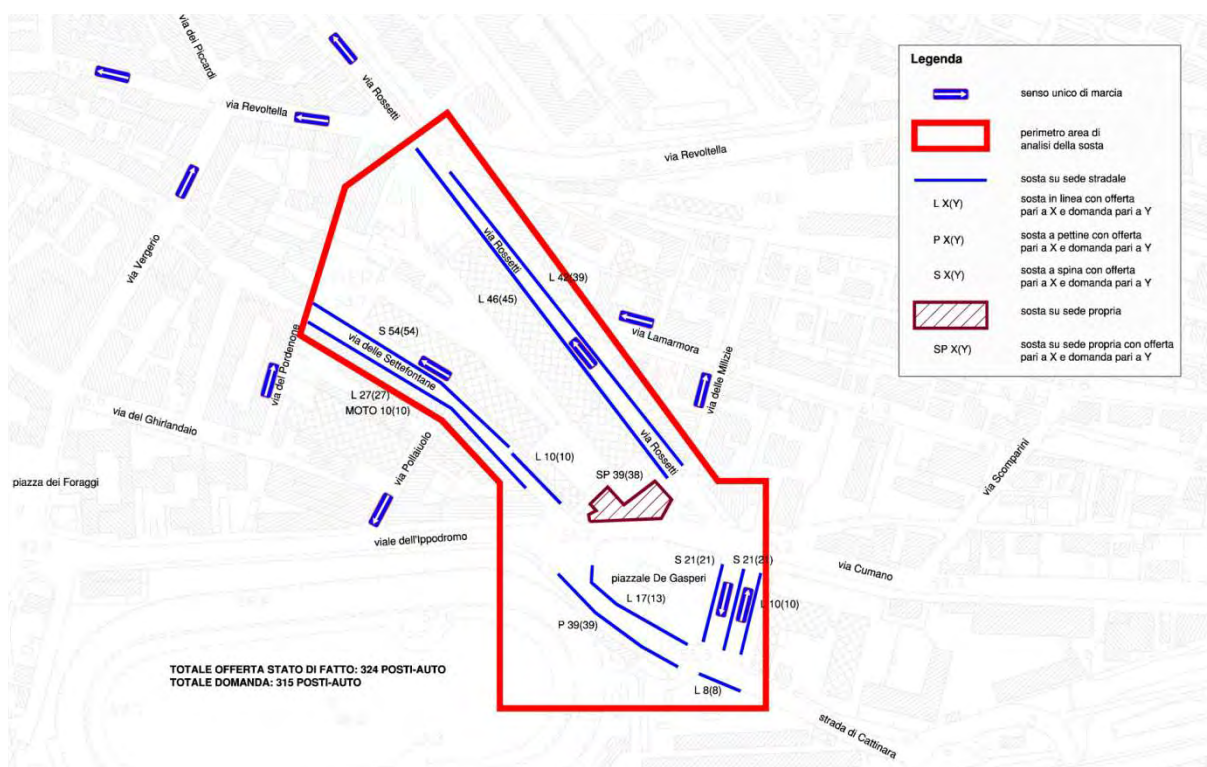 via dei Piccardi
via Rossetti
via Revoltella
via Revoltella
via Vergerio
via Rossetti
L 42(39)
L 46(45)
via Lamarmora
via delle Milizie
S 54(54)
via delle Settefontane
via del Pordenone
L 27(27)
MOTO 10(10)
via del Ghirlandaio
via Pollaiuolo
L 10(10)
via Rossetti
SP 39(38)
piazza dei Foraggi
viale dell'Ippodromo
via Scomparini
via Cumano
S 21(21)
S 21(21)
piazzale De Gasperi
L 17(13)
L 10(10)
P 39(39)
L 8(8)
strada di Cattinara
TOTALE OFFERTA STATO DI FATTO: 324 POSTI-AUTO
TOTALE DOMANDA: 315 POSTI-AUTO
Legenda
senso unico di marcia
perimetro area di
analisi della sosta
sosta su sede stradale
L X(Y)
sosta in linea con offerta
pari a X e domanda pari a Y
P X(Y)
sosta a pettine con offerta
pari a X e domanda pari a Y
S X(Y)
sosta a spina con offerta
pari a X e domanda pari a Y
sosta su sede propria
SP X(Y)
sosta su sede propria con offerta
pari a X e domanda pari a Y